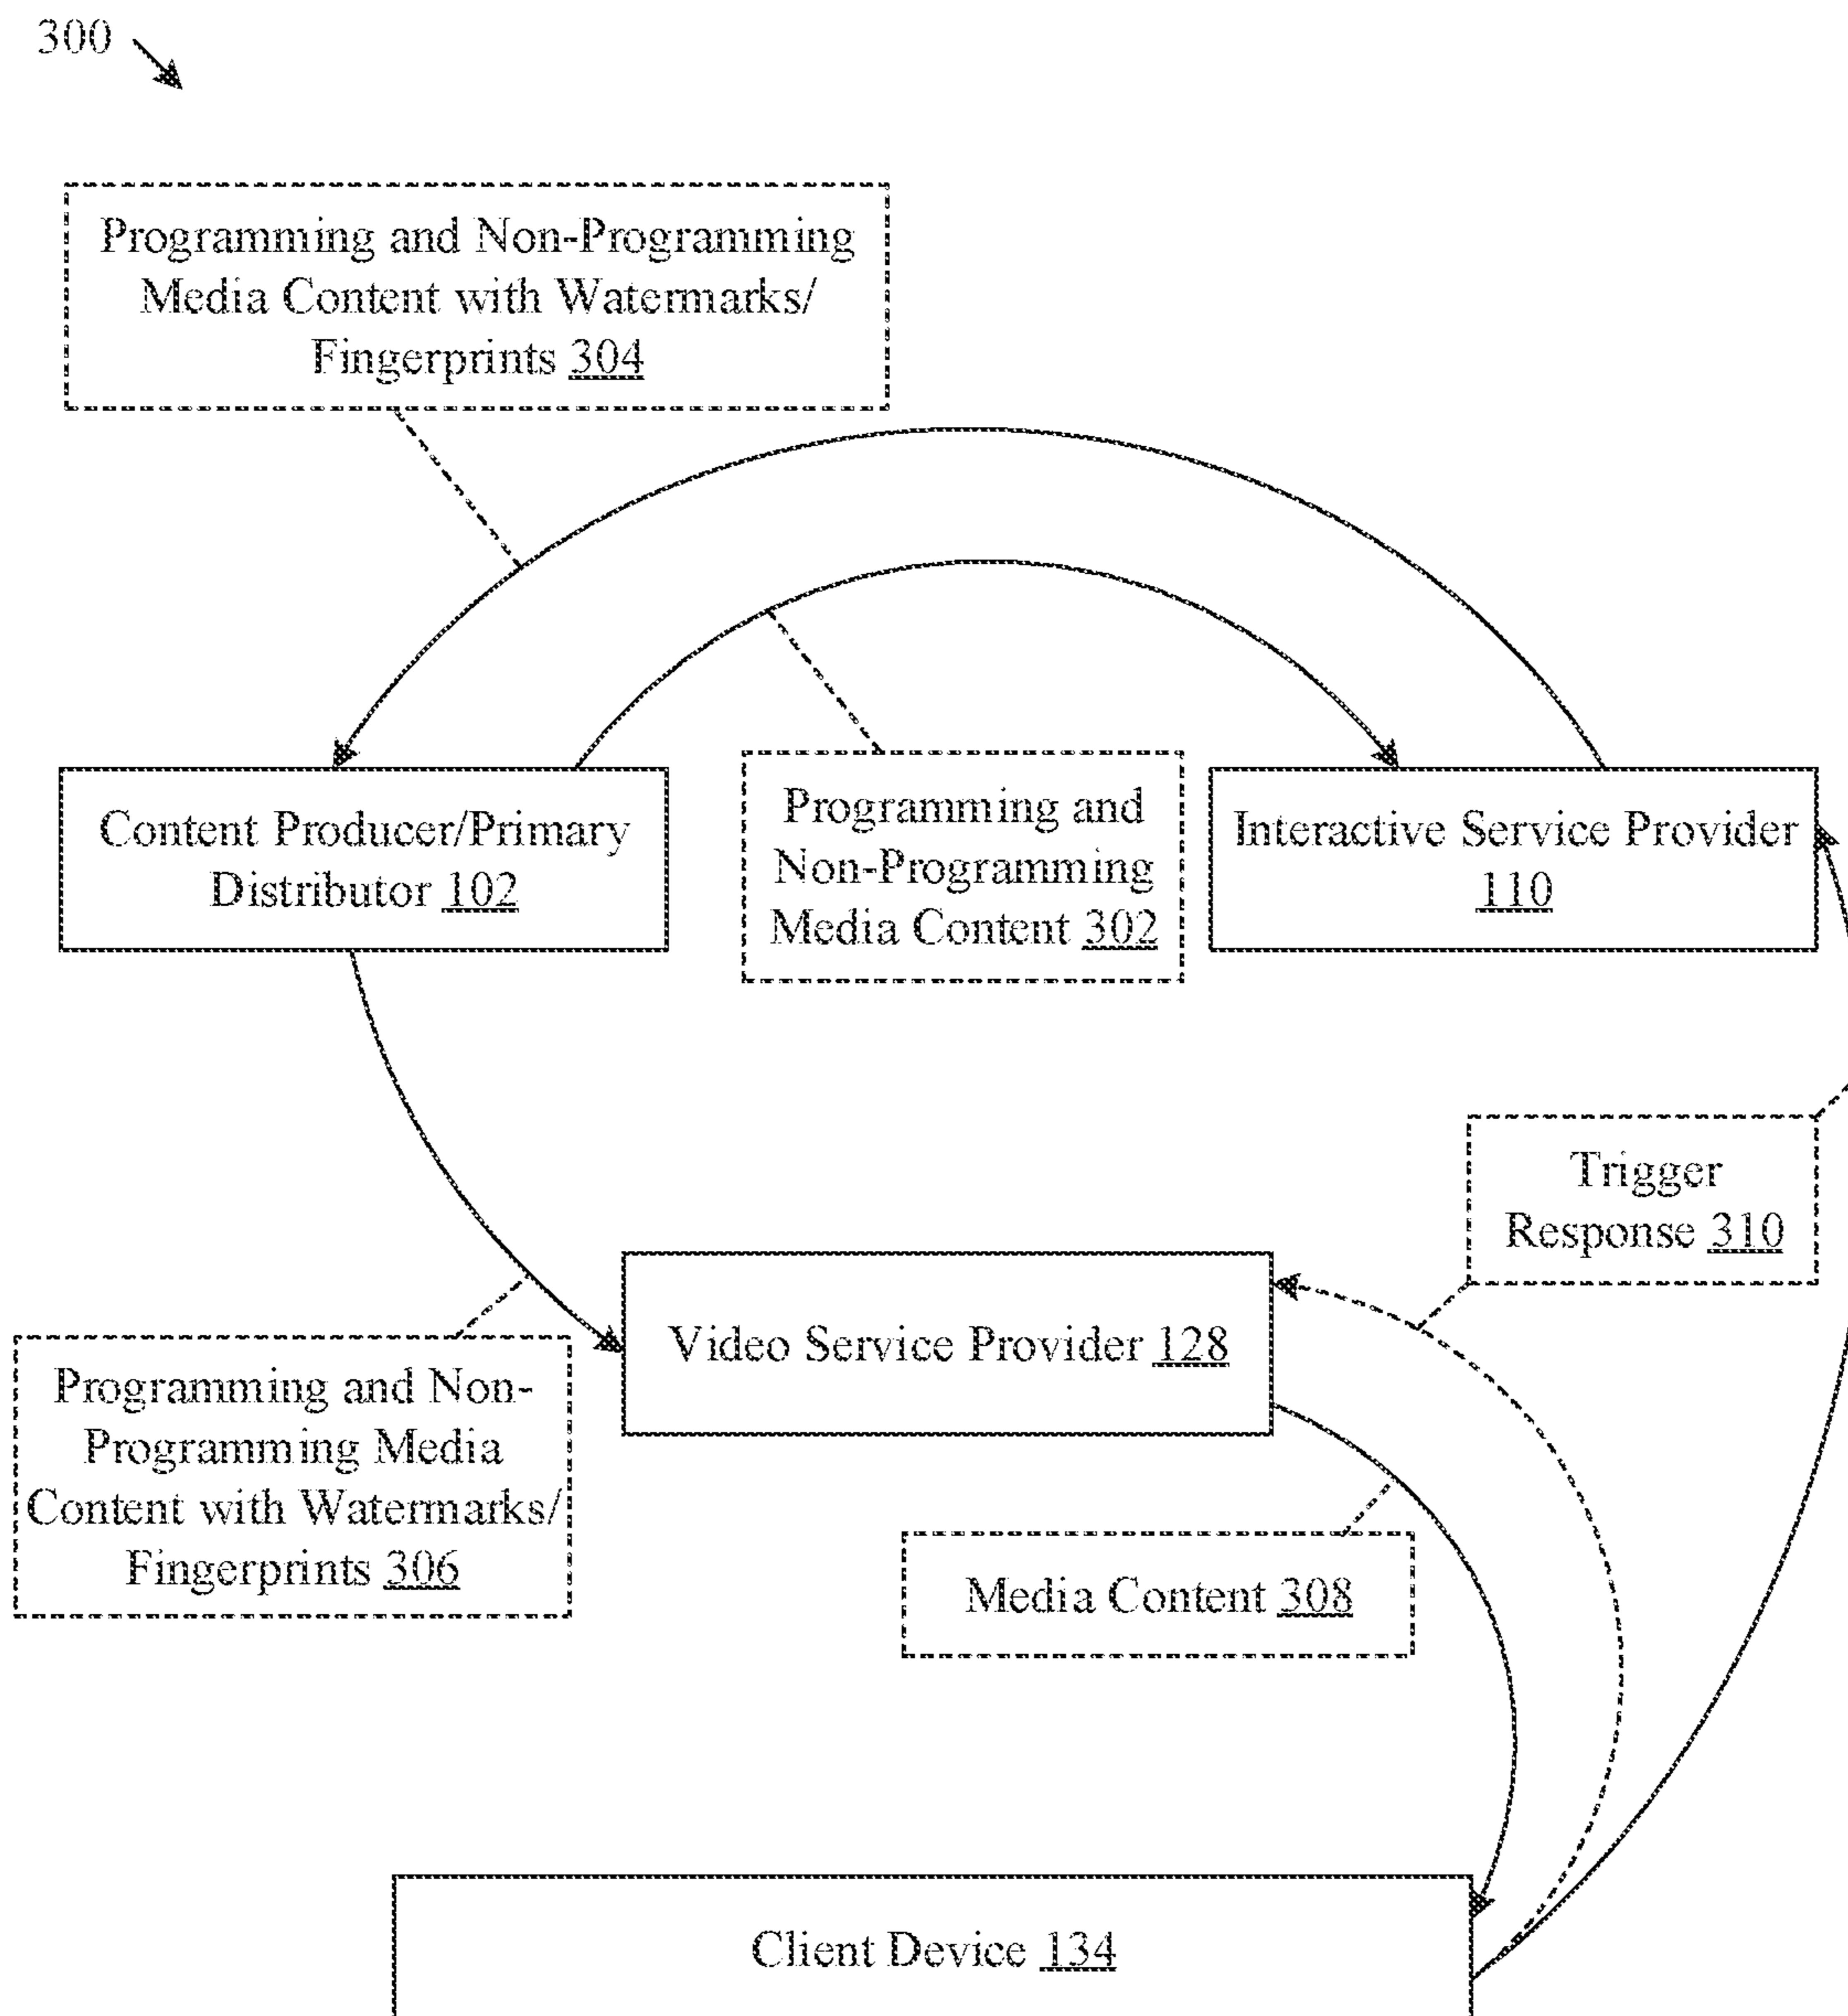 300
Programming and Non-Programming
Media Content with Watermarks/
Fingerprints 304
Content Producer/Primary
Distributor 102
Programming and
Non-Programming
Media Content 302
Interactive Service Provider
110
Trigger
Response 310
Video Service Provider 128
Programming and Non-
Programming Media
Content with Watermarks/
Fingerprints 306
Media Content 308
Client Device 134